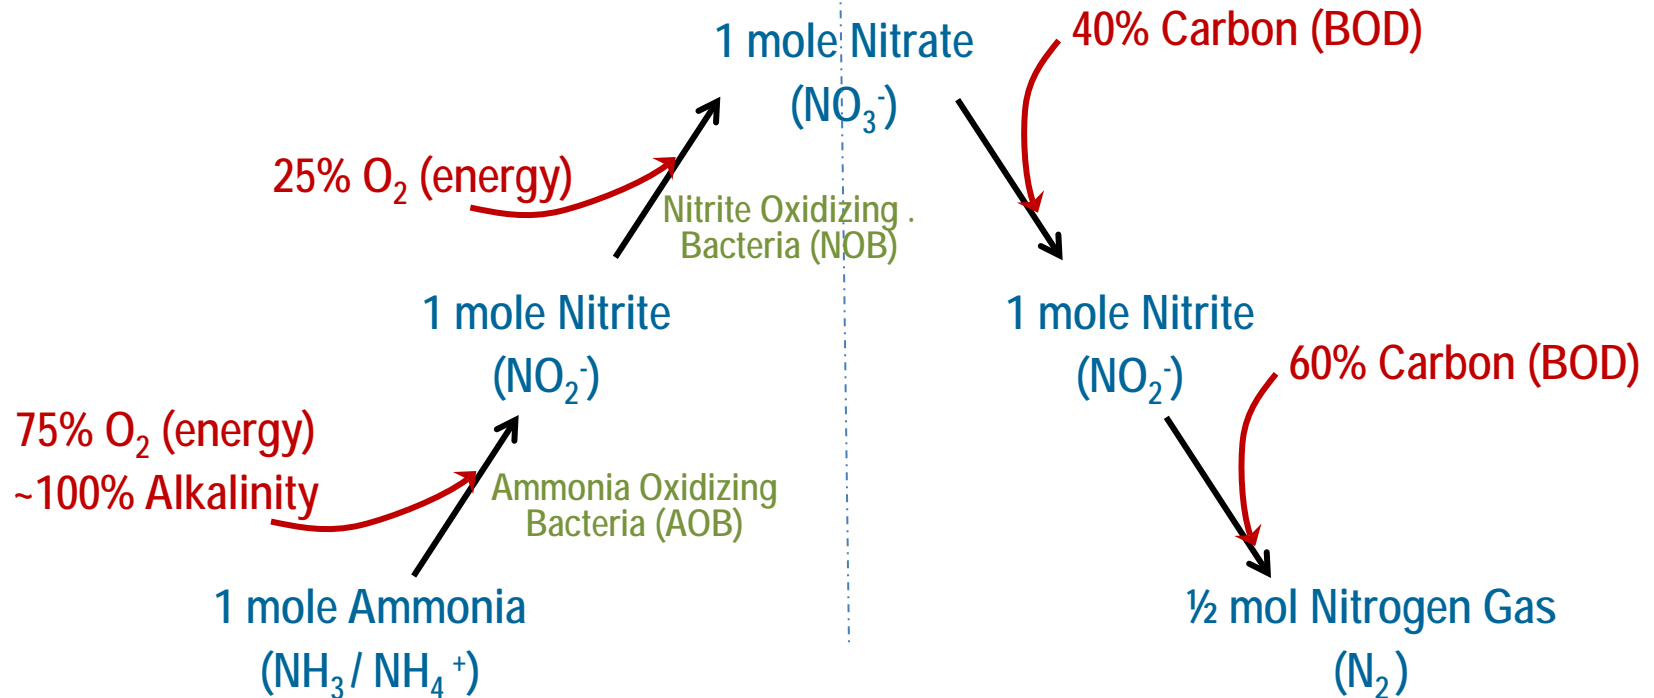 1 mole Nitrate
(NO₃⁻)
40% Carbon (BOD)
25% O₂ (energy)
Nitrite Oxidizing .
Bacteria (NOB)
1 mole Nitrite
(NO₂⁻)
1 mole Nitrite
(NO₂⁻)
60% Carbon (BOD)
75% O₂ (energy)
~100% Alkalinity
Ammonia Oxidizing
Bacteria (AOB)
1 mole Ammonia
(NH₃ / NH₄ ⁺)
½ mol Nitrogen Gas
(N₂)